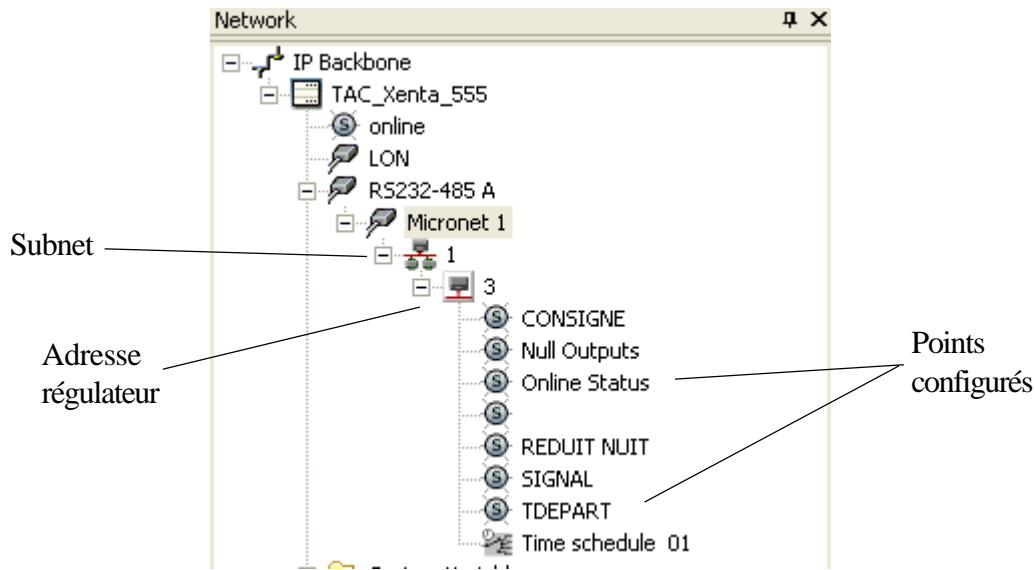 Network
IP Backbone
TAC_Xenta_555
online
LON
RS232-485 A
Micronet 1
Subnet
1
3
CONSIGNE
Adresse
régulateur
Null Outputs
Online Status
Points
configurés
REDUIT NUIT
SIGNAL
TDEPART
Time schedule 01